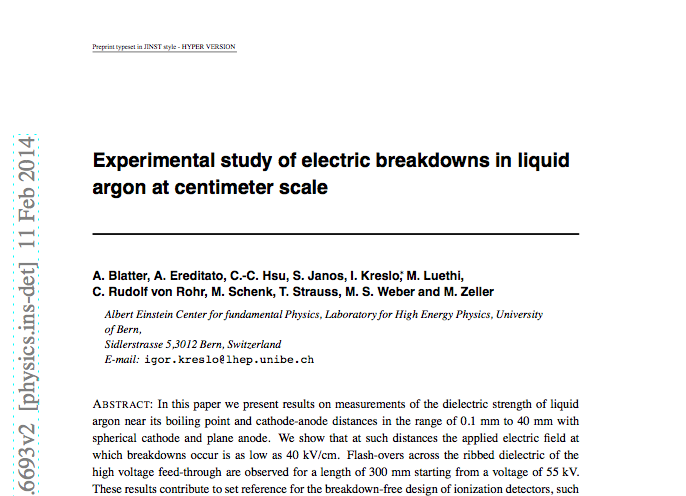 Preprint typeset in JINST style - HYPER VERSION
Experimental study of electric breakdowns in liquid
argon at centimeter scale
A. Blatter, A. Ereditato, C.-C. Hsu, S. Janos, I. Kreslo*, M. Luethi,
C. Rudolf von Rohr, M. Schenk, T. Strauss, M. S. Weber and M. Zeller
Albert Einstein Center for fundamental Physics, Laboratory for High Energy Physics, University
of Bern,
Sidlerstrasse 5,3012 Bern, Switzerland
E-mail: igor.kreslo@lhep.unibe.ch
ABSTRACT: In this paper we present results on measurements of the dielectric strength of liquid
argon near its boiling point and cathode-anode distances in the range of 0.1 mm to 40 mm with
spherical cathode and plane anode. We show that at such distances the applied electric field at
which breakdowns occur is as low as 40 kV/cm. Flash-overs across the ribbed dielectric of the
high voltage feed-through are observed for a length of 300 mm starting from a voltage of 55 kV.
These results contribute to set reference for the breakdown-free design of ionization detectors, such
.6693v2 [physics.ins-det] 11 Feb 2014